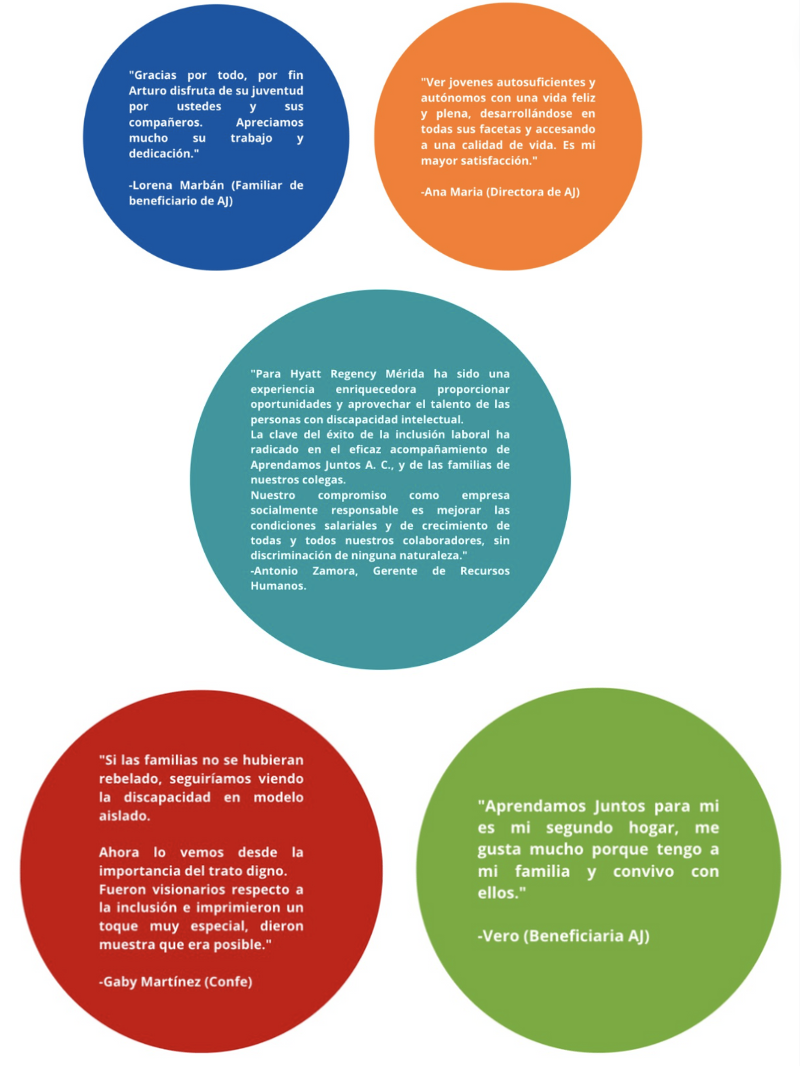 "Gracias por todo, por fin
Arturo disfruta de su juventud
por ustedes y sus
compañeros. Apreciamos
mucho su trabajo y
dedicación."
-Lorena Marbán (Familiar de
beneficiario de AJ)
"Ver jovenes autosuficientes y
autónomos con una vida feliz
y plena, desarrollándose en
todas sus facetas y accesando
a una calidad de vida. Es mi
mayor satisfacción."
-Ana Maria (Directora de AJ)
"Para Hyatt Regency Mérida ha sido una
experiencia enriquecedora proporcionar
oportunidades y aprovechar el talento de las
personas con discapacidad intelectual.
La clave del éxito de la inclusión laboral ha
radicado en el eficaz acompañamiento de
Aprendamos Juntos A. C., y de las familias de
nuestros colegas.
Nuestro compromiso como empresa
socialmente responsable es mejorar las
condiciones salariales y de crecimiento de
todas y todos nuestros colaboradores, sin
discriminación de ninguna naturaleza."
-Antonio Zamora, Gerente de Recursos
Humanos.
"Si las familias no se hubieran
rebelado, seguiríamos viendo
la discapacidad en modelo
aislado.
Ahora lo vemos desde la
importancia del trato digno.
Fueron visionarios respecto a
la inclusión e imprimieron un
toque muy especial, dieron
muestra que era posible."
-Gaby Martínez (Confe)
"Aprendamos Juntos para mi
es mi segundo hogar, me
gusta mucho porque tengo a
mi familia y convivo con
ellos."
-Vero (Beneficiaria AJ)